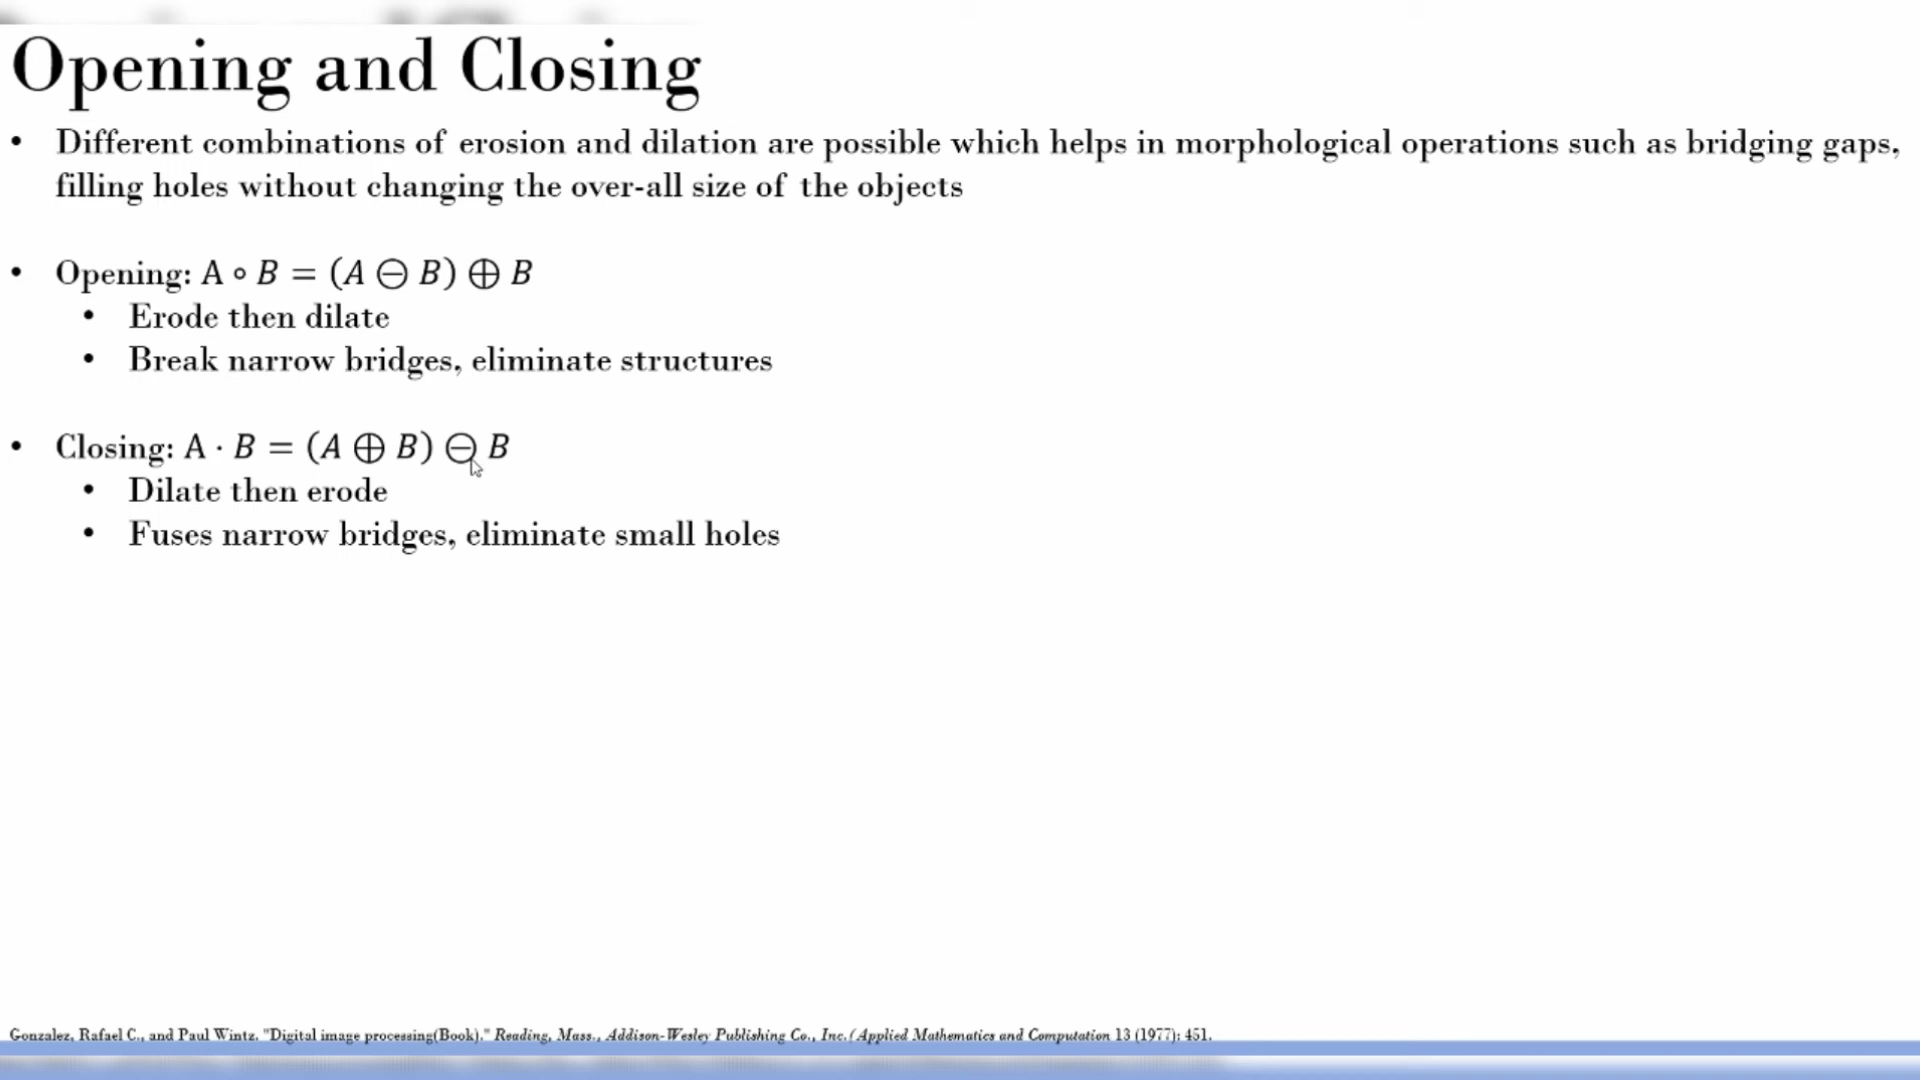 Opening and Closing
• Different combinations of erosion and dilation are possible which helps in morphological operations such as bridging gaps,
filling holes without changing the over-all size of the objects
• Opening: A ∘ B = (A ⊖ B) ⊕ B
• Erode then dilate
• Break narrow bridges, eliminate structures
• Closing: A · B = (A ⊕ B) ⊖ B
• Dilate then erode
• Fuses narrow bridges, eliminate small holes
Gonzalez, Rafael C., and Paul Wintz. "Digital image processing(Book)." Reading, Mass., Addison-Wesley Publishing Co., Inc.(Applied Mathematics and Computation 13 (1977): 451.